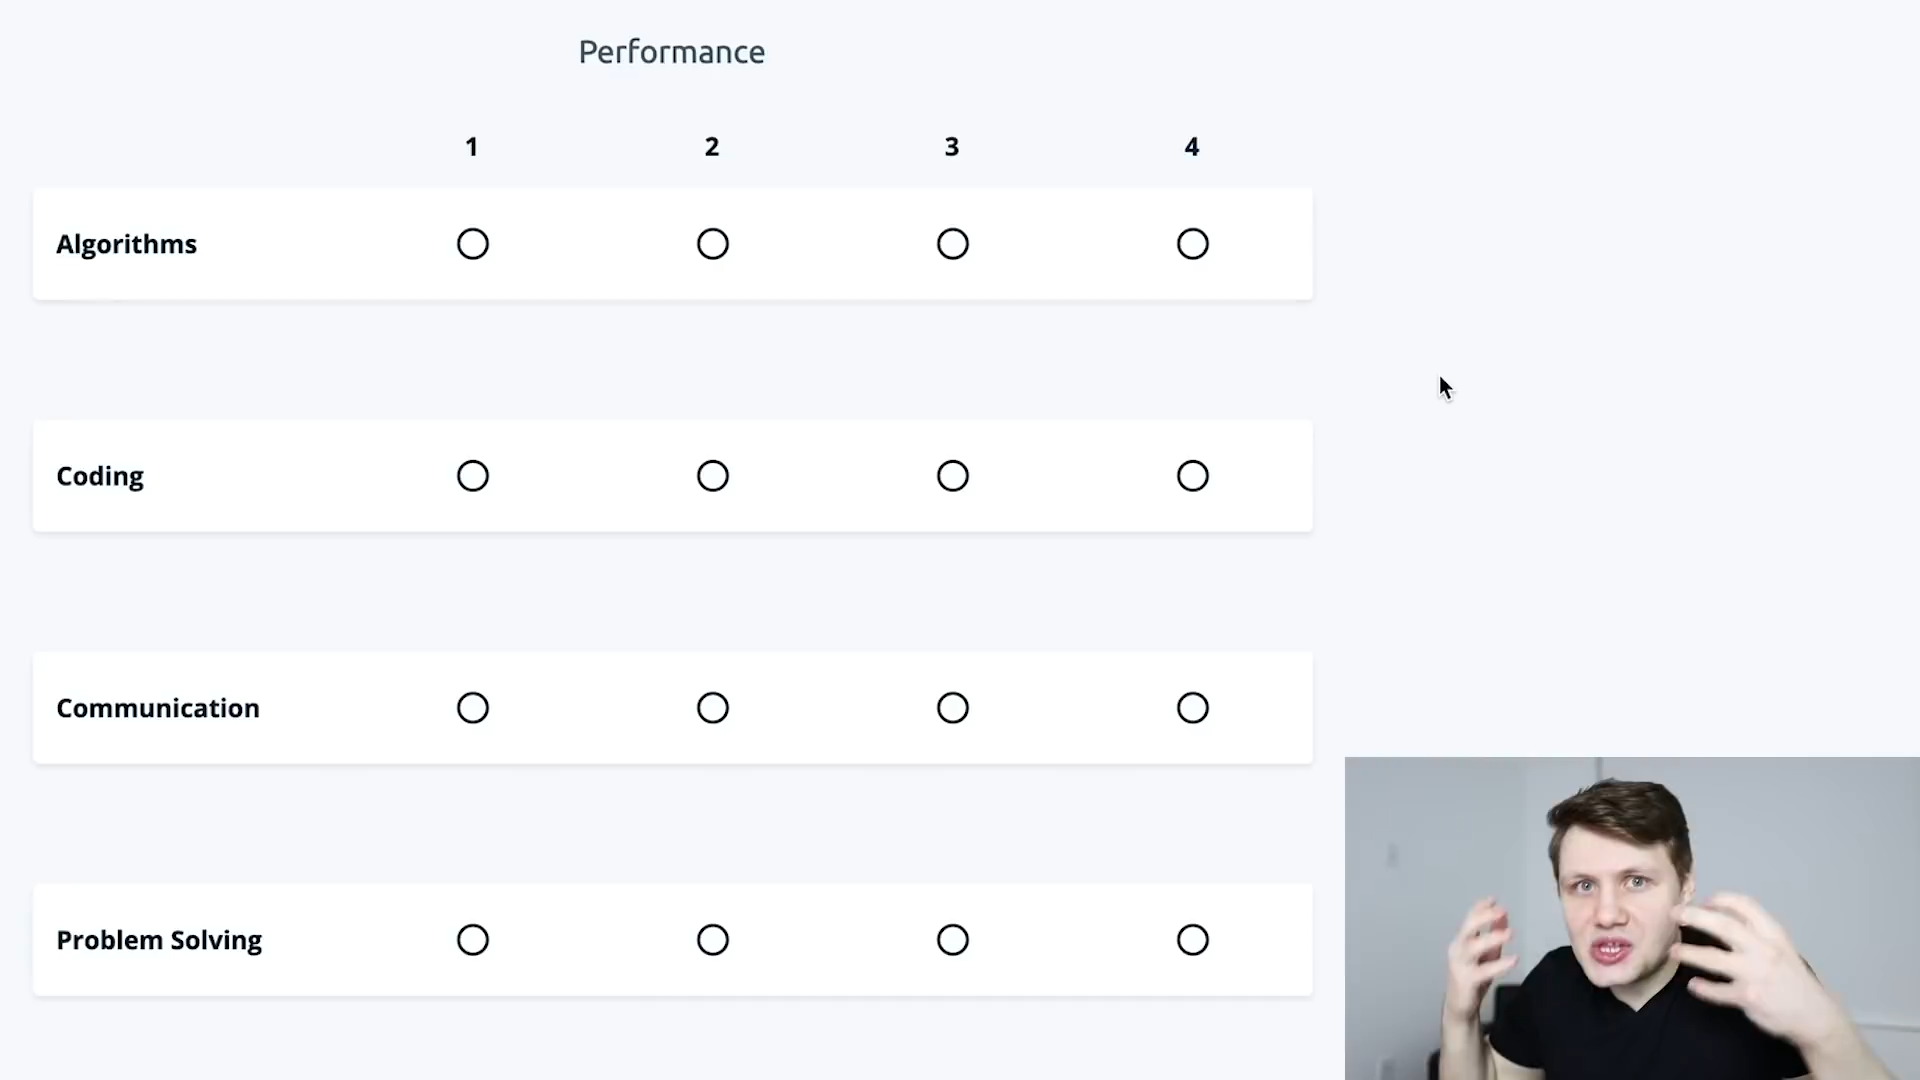 Performance
1 2 3 4
Algorithms
Coding
Communication
Problem Solving